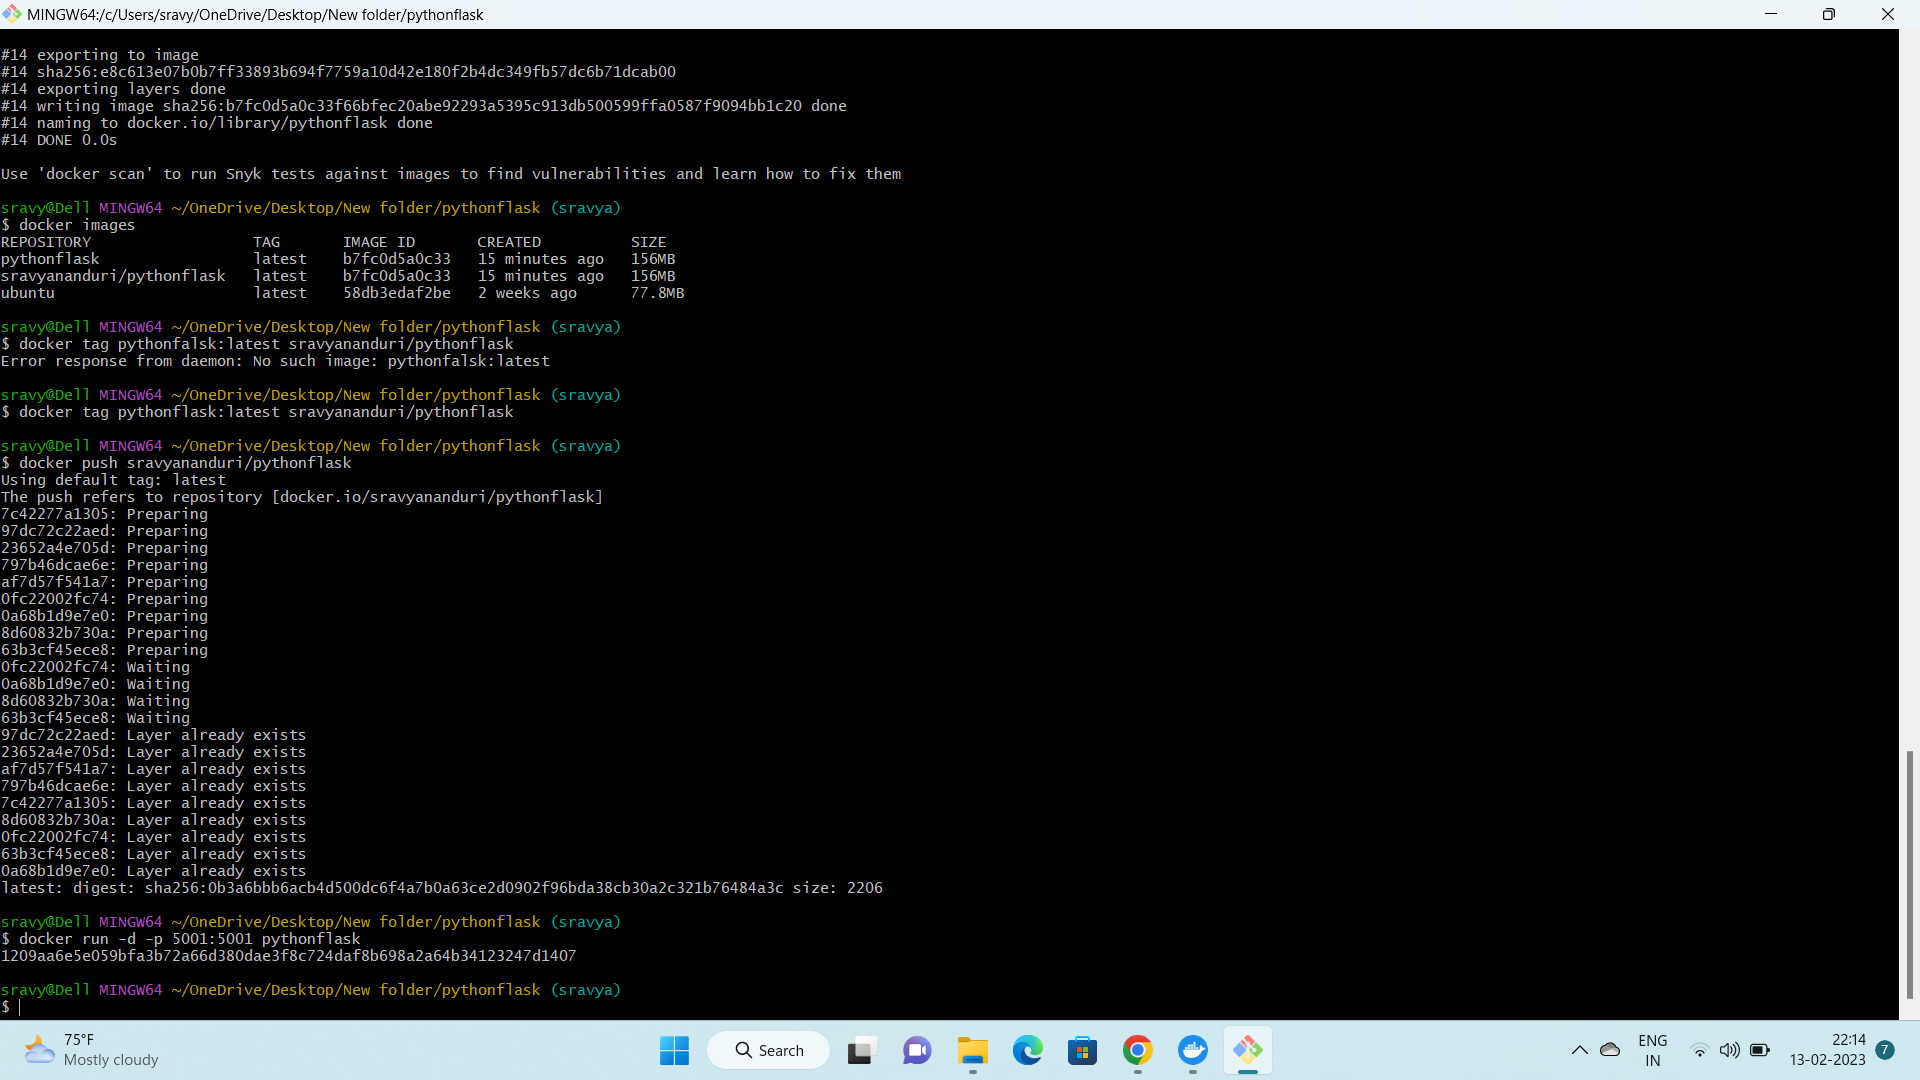 MINGW64:/c/Users/sravy/OneDrive/Desktop/New folder/pythonflask
#14 exporting to image
#14 sha256:e8c613e07b0b7ff33893b694f7759a10d42e180f2b4dc349fb57dc6b71dcab00
#14 exporting layers done
#14 writing image sha256:b7fc0d5a0c33f66bfec20abe92293a5395c913db500599ffa0587f9094bb1c20 done
#14 naming to docker.io/library/pythonflask done
#14 DONE 0.0s
Use 'docker scan' to run Snyk tests against images to find vulnerabilities and learn how to fix them
sravy@Dell MINGW64 ~/OneDrive/Desktop/New folder/pythonflask (sravya)
$ docker images
REPOSITORY TAG IMAGE ID CREATED SIZE
pythonflask latest b7fc0d5a0c33 15 minutes ago 156MB
sravyananduri/pythonflask latest b7fc0d5a0c33 15 minutes ago 156MB
ubuntu latest 58db3edaf2be 2 weeks ago 77.8MB
sravy@Dell MINGW64 ~/OneDrive/Desktop/New folder/pythonflask (sravya)
$ docker tag pythonfalsk:latest sravyananduri/pythonflask
Error response from daemon: No such image: pythonfalsk:latest
sravy@Dell MINGW64 ~/OneDrive/Desktop/New folder/pythonflask (sravya)
$ docker tag pythonflask:latest sravyananduri/pythonflask
sravy@Dell MINGW64 ~/OneDrive/Desktop/New folder/pythonflask (sravya)
$ docker push sravyananduri/pythonflask
Using default tag: latest
The push refers to repository [docker.io/sravyananduri/pythonflask]
7c42277a1305: Preparing
97dc72c22aed: Preparing
23652a4e705d: Preparing
797b46dcae6e: Preparing
af7d57f541a7: Preparing
0fc22002fc74: Preparing
0a68b1d9e7e0: Preparing
8d60832b730a: Preparing
63b3cf45ece8: Preparing
0fc22002fc74: Waiting
0a68b1d9e7e0: Waiting
8d60832b730a: Waiting
63b3cf45ece8: Waiting
97dc72c22aed: Layer already exists
23652a4e705d: Layer already exists
af7d57f541a7: Layer already exists
797b46dcae6e: Layer already exists
7c42277a1305: Layer already exists
8d60832b730a: Layer already exists
0fc22002fc74: Layer already exists
63b3cf45ece8: Layer already exists
0a68b1d9e7e0: Layer already exists
latest: digest: sha256:0b3a6bbb6acb4d500dc6f4a7b0a63ce2d0902f96bda38cb30a2c321b76484a3c size: 2206
sravy@Dell MINGW64 ~/OneDrive/Desktop/New folder/pythonflask (sravya)
$ docker run -d -p 5001:5001 pythonflask
1209aa6e5e059bfa3b72a66d380dae3f8c724daf8b698a2a64b34123247d1407
sravy@Dell MINGW64 ~/OneDrive/Desktop/New folder/pythonflask (sravya)
$
75°F
Mostly cloudy
Search
ENG
IN
22:14
13-02-2023
7